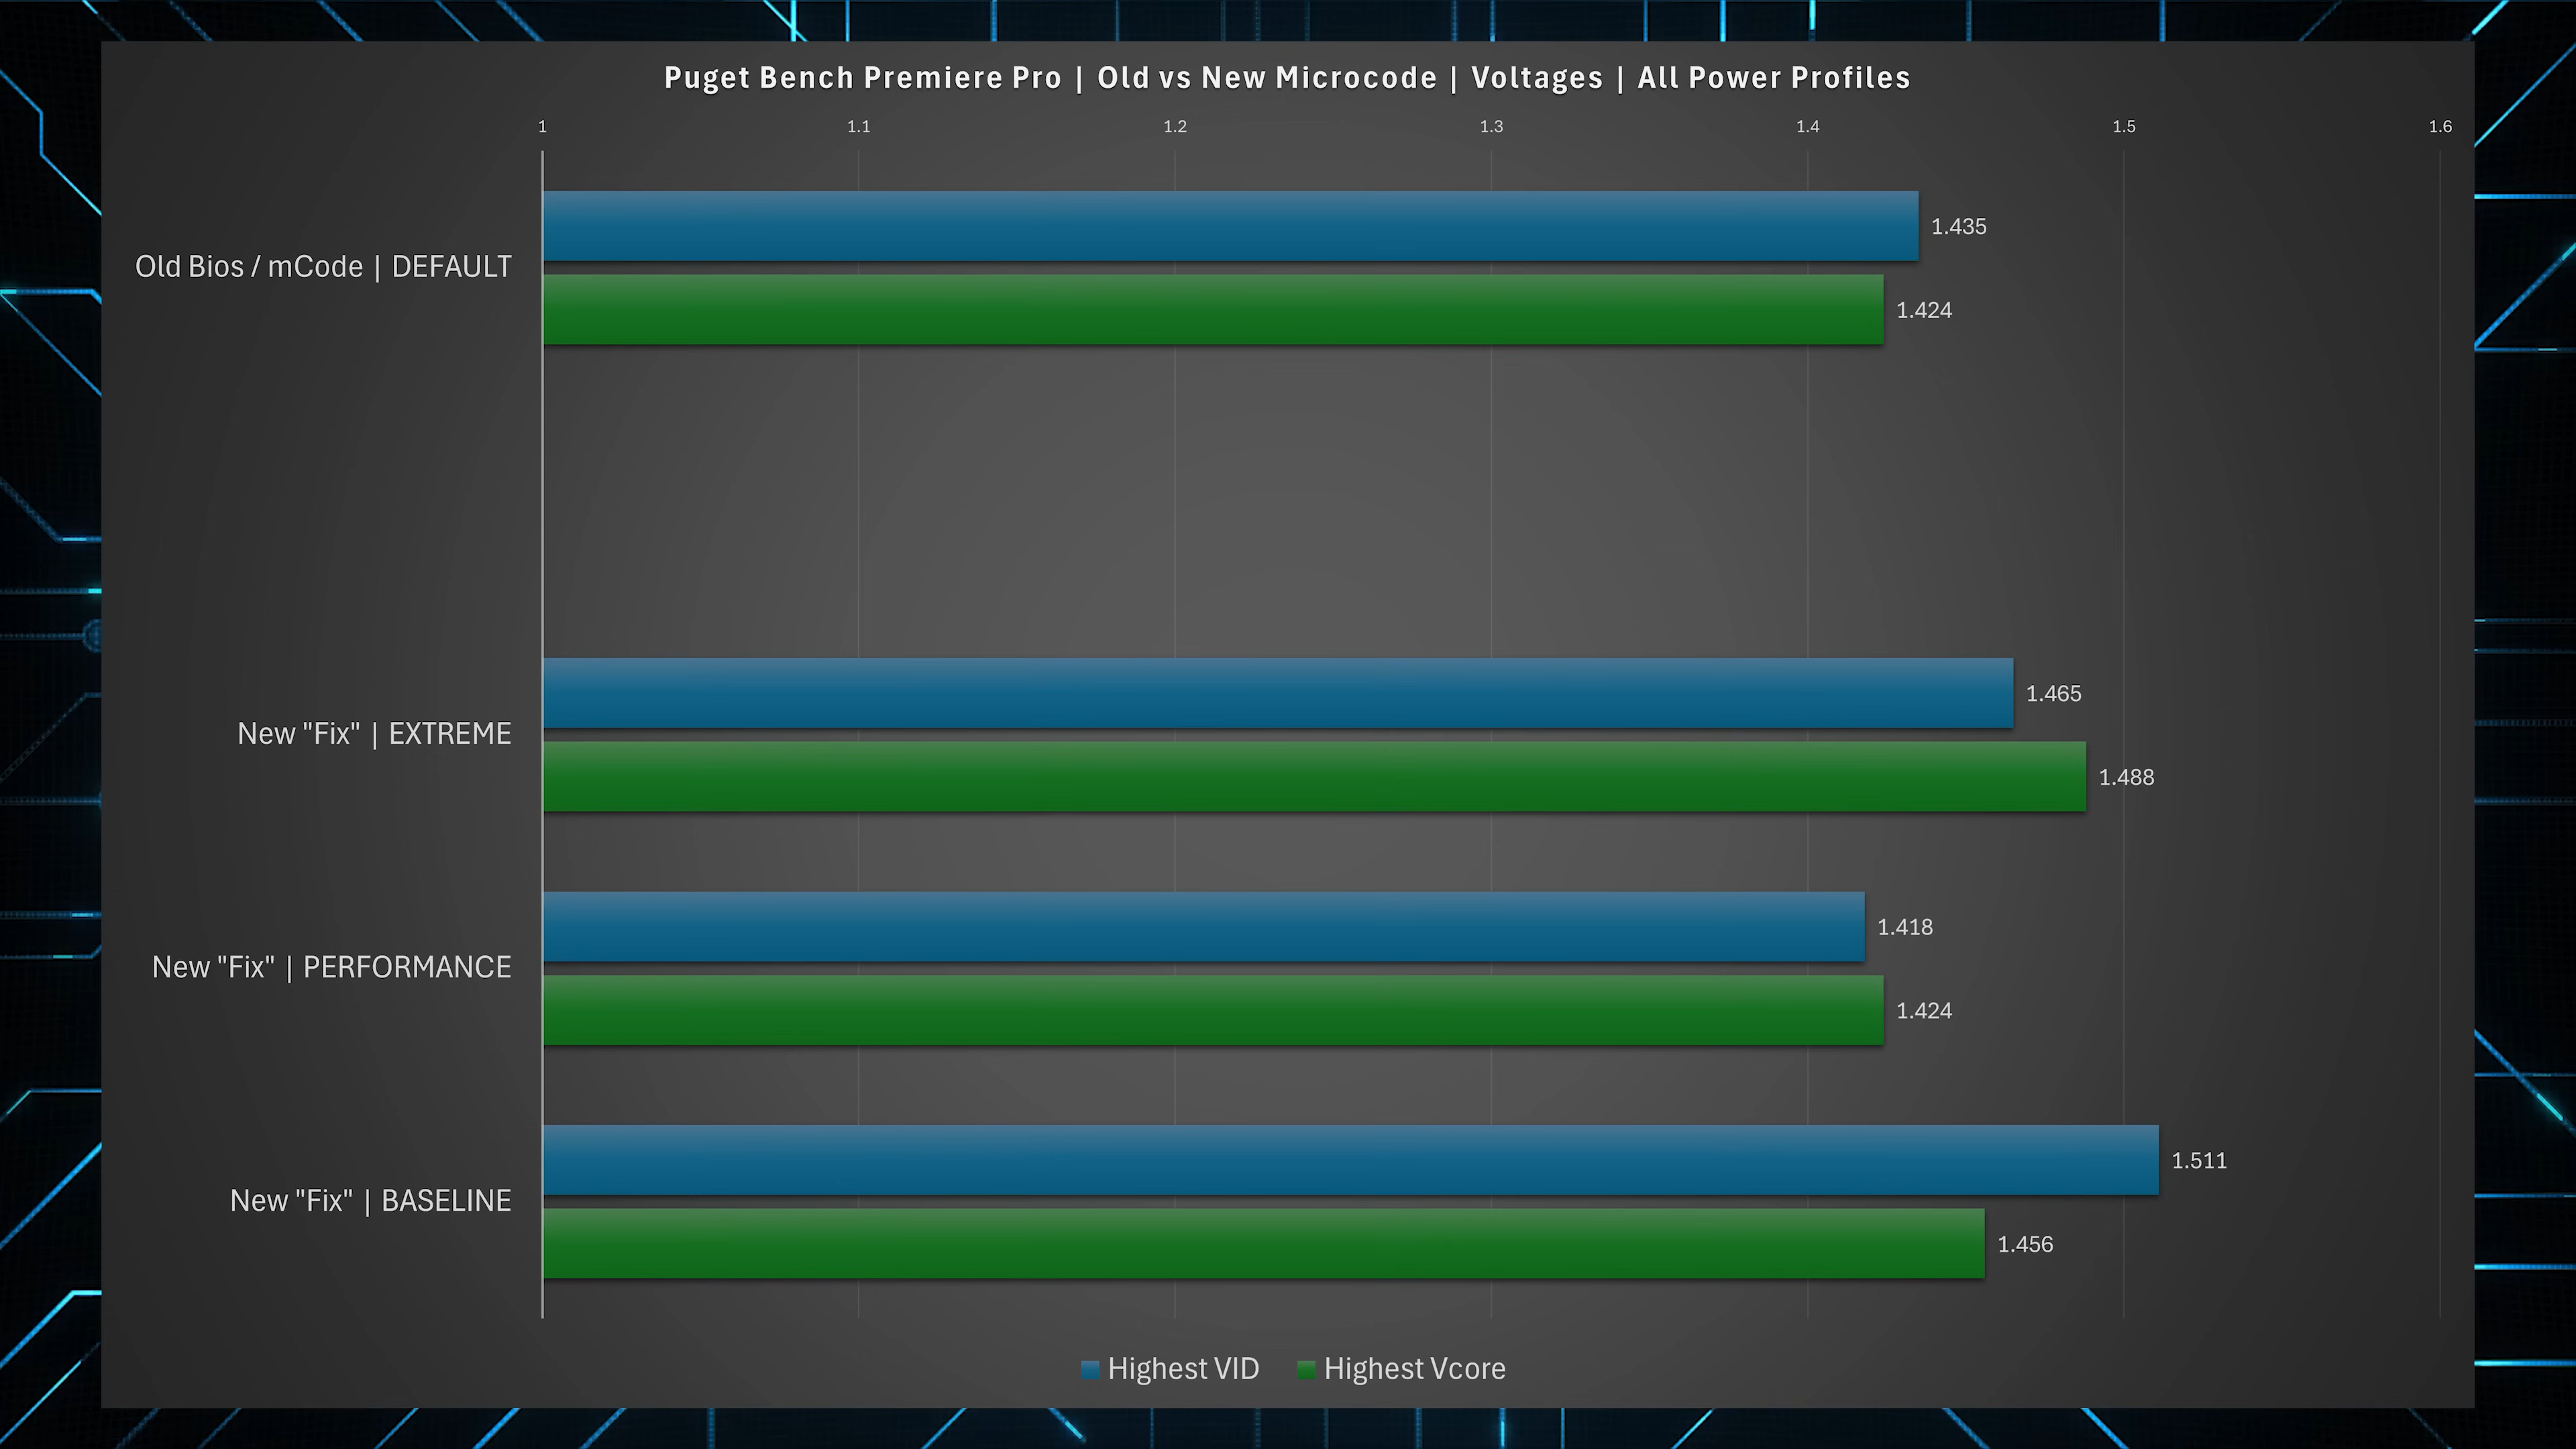 Puget Bench Premiere Pro | Old vs New Microcode | Voltages | All Power Profiles
1 1.1 1.2 1.3 1.4 1.5 1.6
1.435
Old Bios / mCode | DEFAULT
1.424
1.465
New "Fix" | EXTREME
1.488
1.418
New "Fix" | PERFORMANCE
1.424
1.511
New "Fix" | BASELINE
1.456
Highest VID Highest Vcore